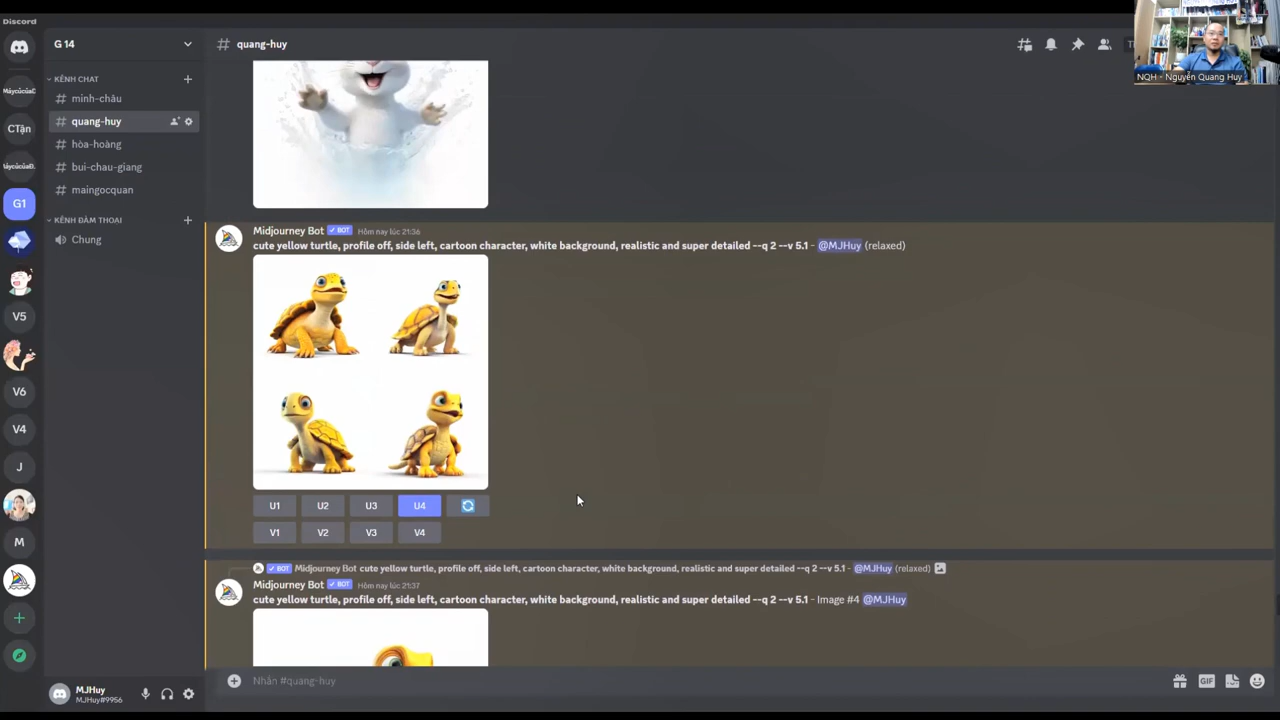 Discord
G 14
quang-huy
NQH - Nguyễn Quang Huy
KÊNH CHAT
minh-châu
quang-huy
hòa-hoàng
bui-chau-giang
maingocquan
KÊNH ĐÀM THOẠI
Chung
CTận
G1
V5
V6
V4
J
M
Midjourney Bot BOT Hôm nay lúc 21:36
cute yellow turtle, profile off, side left, cartoon character, white background, realistic and super detailed --q 2 --v 5.1 - @MJHuy (relaxed)
U1 U2 U3 U4
V1 V2 V3 V4
BOT Midjourney Bot cute yellow turtle, profile off, side left, cartoon character, white background, realistic and super detailed --q 2 --v 5.1 - @MJHuy (relaxed)
Midjourney Bot BOT Hôm nay lúc 21:37
cute yellow turtle, profile off, side left, cartoon character, white background, realistic and super detailed --q 2 --v 5.1 - Image #4 @MJHuy
MJHuy
MJHuy#9956
Nhắn #quang-huy
GIF